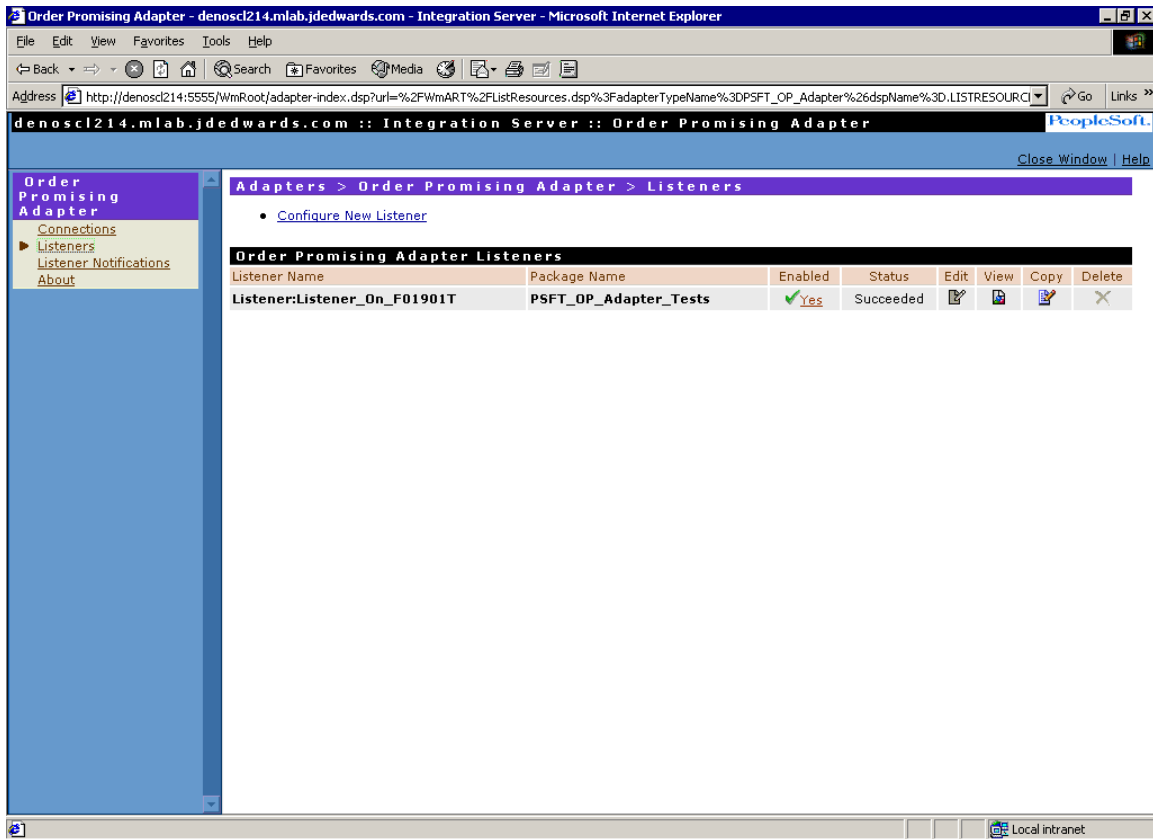 Order Promising Adapter - denoscl214.mlab.jdedwards.com - Integration Server - Microsoft Internet Explorer
File Edit View Favorites Tools Help
Back Search Favorites Media
Address http://denoscl214:5555/WmRoot/adapter-index.dsp?url=%2FWmART%2FListResources.dsp%3FadapterTypeName%3DPSFT_OP_Adapter%26dspName%3D.LISTRESOURCI Go Links »
denoscl214.mlab.jdedwards.com :: Integration Server :: Order Promising Adapter PeopleSoft.
Close Window | Help
Order
Promising
Adapter
Connections
Listeners
Listener Notifications
About
Adapters > Order Promising Adapter > Listeners
• Configure New Listener
Order Promising Adapter Listeners
Listener Name Package Name Enabled Status Edit View Copy Delete
Listener:Listener_On_F01901T PSFT_OP_Adapter_Tests Yes Succeeded
Local intranet